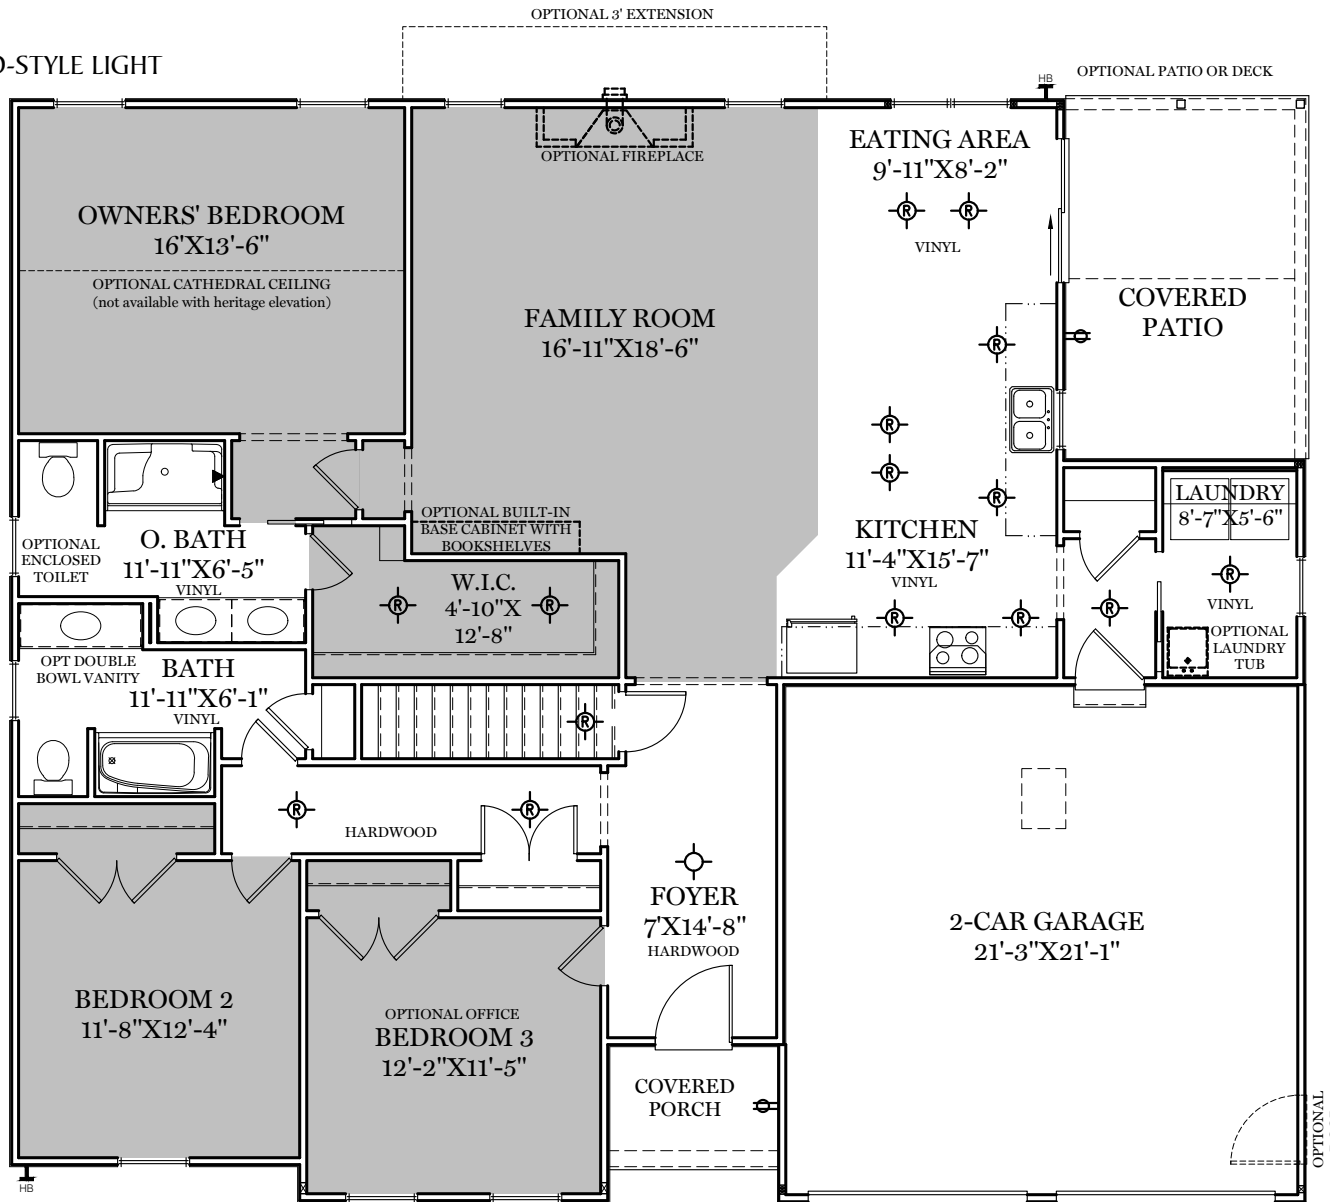 OPTIONAL 3' EXTENSION
D-STYLE LIGHT
HB
OPTIONAL PATIO OR DECK
OPTIONAL FIREPLACE
EATING AREA
9'-11"X8'-2"
R
R
VINYL
OWNERS' BEDROOM
16'X13'-6"
OPTIONAL CATHEDRAL CEILING
(not available with heritage elevation)
FAMILY ROOM
16'-11"X18'-6"
COVERED
PATIO
R
R
R
R
OPTIONAL BUILT-IN
BASE CABINET WITH
BOOKSHELVES
KITCHEN
11'-4"X15'-7"
VINYL
R
R
LAUNDRY
8'-7"X5'-6"
R
VINYL
R
OPTIONAL
LAUNDRY
TUB
OPTIONAL
ENCLOSED
TOILET
O. BATH
11'-11"X6'-5"
VINYL
W.I.C.
4'-10"X
12'-8"
R
R
OPT DOUBLE
BOWL VANITY
BATH
11'-11"X6'-1"
VINYL
R
R
R
HARDWOOD
FOYER
7'X14'-8"
HARDWOOD
2-CAR GARAGE
21'-3"X21'-1"
BEDROOM 2
11'-8"X12'-4"
OPTIONAL OFFICE
BEDROOM 3
12'-2"X11'-5"
COVERED
PORCH
OPTIONAL
HB